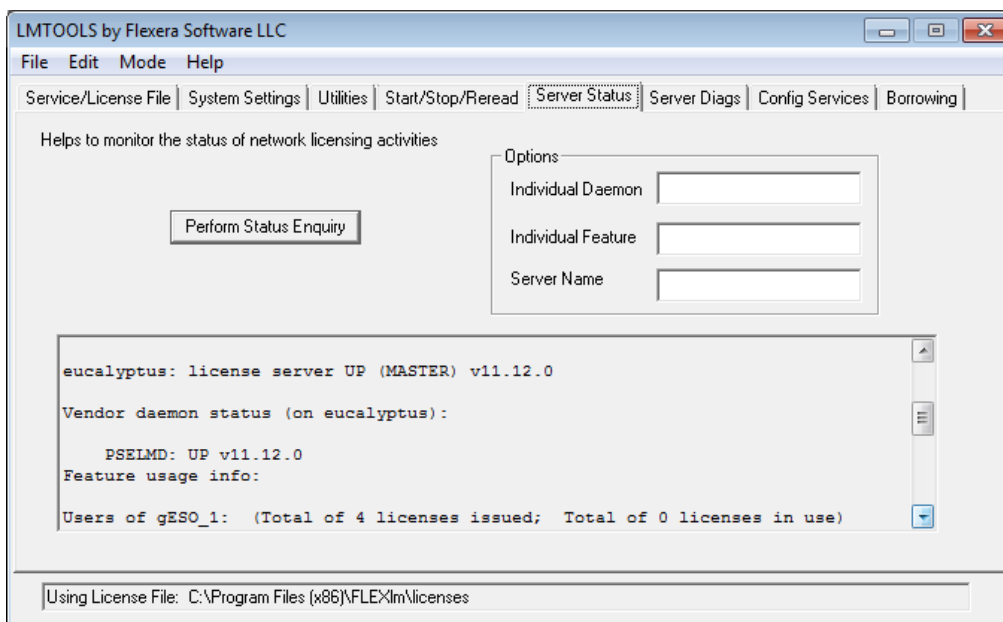 LMTOOLS by Flexera Software LLC
File Edit Mode Help
Service/License File System Settings Utilities Start/Stop/Reread Server Status Server Diags Config Services Borrowing
Helps to monitor the status of network licensing activities
Options
Individual Daemon
Perform Status Enquiry
Individual Feature
Server Name
eucalyptus: license server UP (MASTER) v11.12.0
Vendor daemon status (on eucalyptus):
PSELMD: UP v11.12.0
Feature usage info:
Users of gESO_1: (Total of 4 licenses issued; Total of 0 licenses in use)
Using License File: C:\Program Files (x86)\FLEXlm\licenses